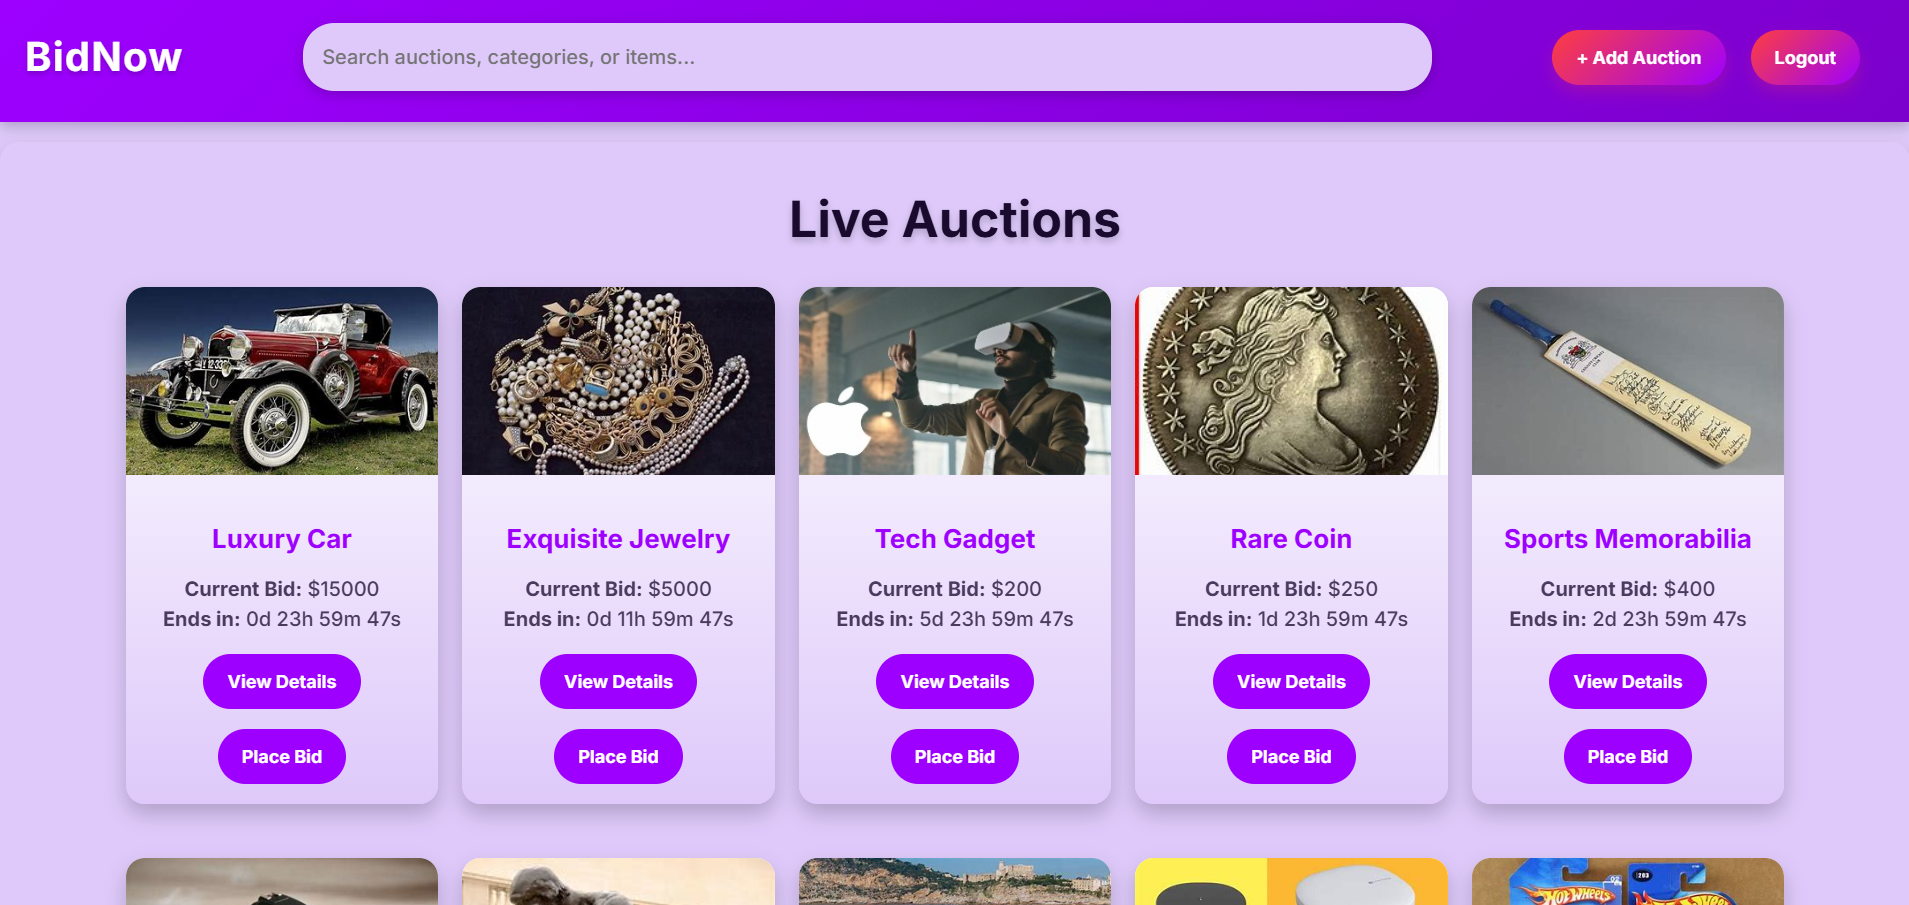 BidNow
Search auctions, categories, or items...
+ Add Auction
Logout
Live Auctions
Luxury Car
Current Bid: $15000
Ends in: 0d 23h 59m 47s
View Details
Place Bid
Exquisite Jewelry
Current Bid: $5000
Ends in: 0d 11h 59m 47s
View Details
Place Bid
Tech Gadget
Current Bid: $200
Ends in: 5d 23h 59m 47s
View Details
Place Bid
Rare Coin
Current Bid: $250
Ends in: 1d 23h 59m 47s
View Details
Place Bid
Sports Memorabilia
Current Bid: $400
Ends in: 2d 23h 59m 47s
View Details
Place Bid
HOT WHEELS
HOT WHEELS